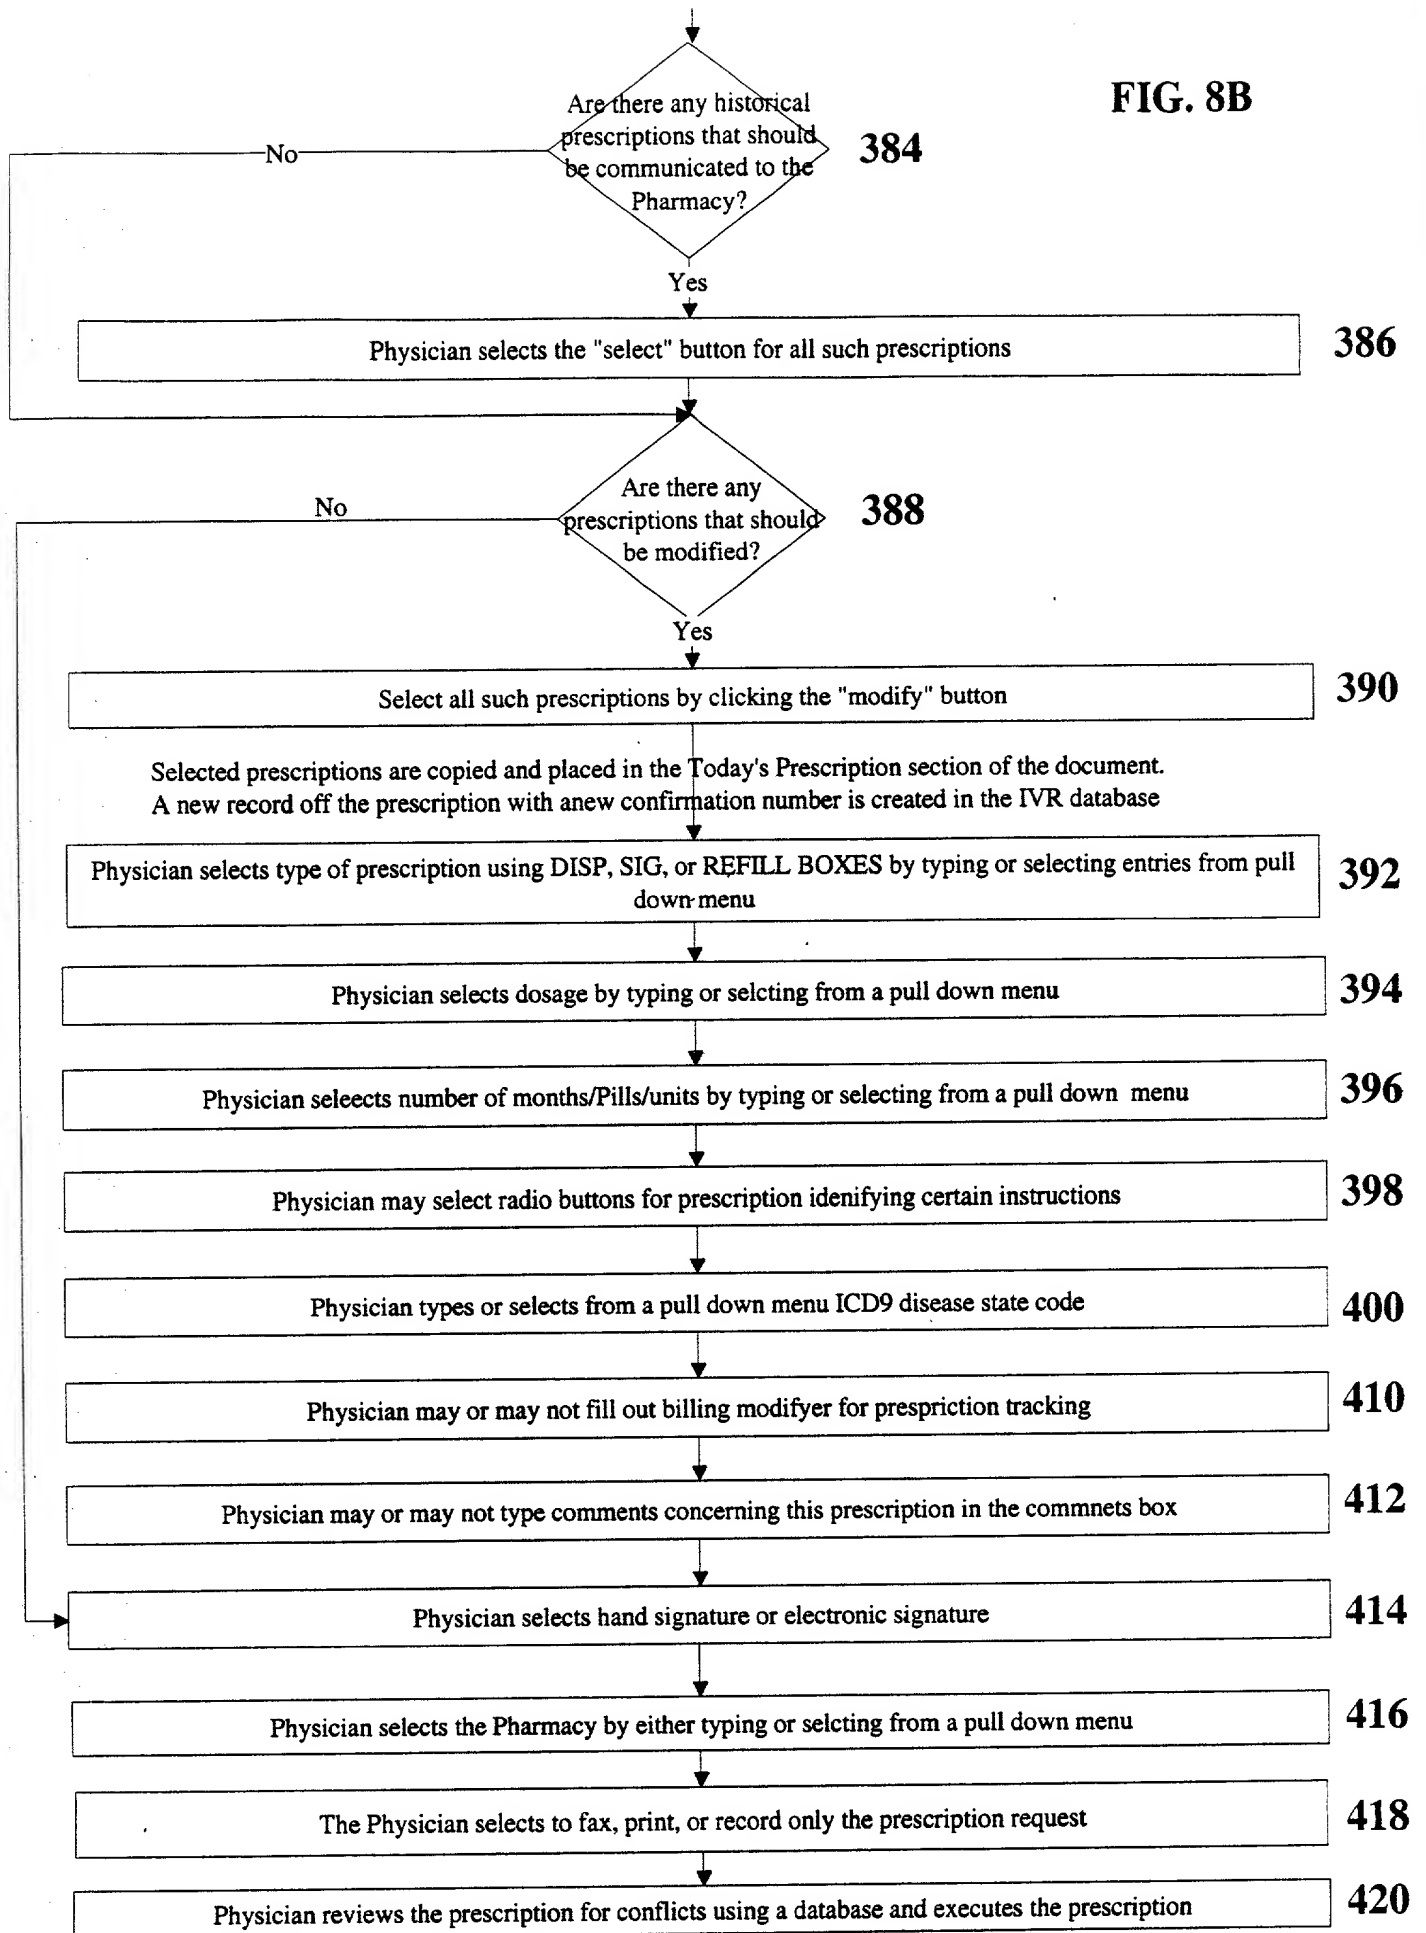 FIG. 8B
Are there any historical
prescriptions that should
be communicated to the
Pharmacy?
384
No
Yes
Physician selects the "select" button for all such prescriptions
386
Are there any
prescriptions that should
be modified?
388
No
Yes
Select all such prescriptions by clicking the "modify" button
390
Selected prescriptions are copied and placed in the Today's Prescription section of the document.
A new record off the prescription with anew confirmation number is created in the IVR database
Physician selects type of prescription using DISP, SIG, or REFILL BOXES by typing or selecting entries from pull
down menu
392
Physician selects dosage by typing or selcting from a pull down menu
394
Physician seleects number of months/Pills/units by typing or selecting from a pull down menu
396
Physician may select radio buttons for prescription idenifying certain instructions
398
Physician types or selects from a pull down menu ICD9 disease state code
400
Physician may or may not fill out billing modifyer for prespriction tracking
410
Physician may or may not type comments concerning this prescription in the commnets box
412
Physician selects hand signature or electronic signature
414
Physician selects the Pharmacy by either typing or selcting from a pull down menu
416
The Physician selects to fax, print, or record only the prescription request
418
Physician reviews the prescription for conflicts using a database and executes the prescription
420